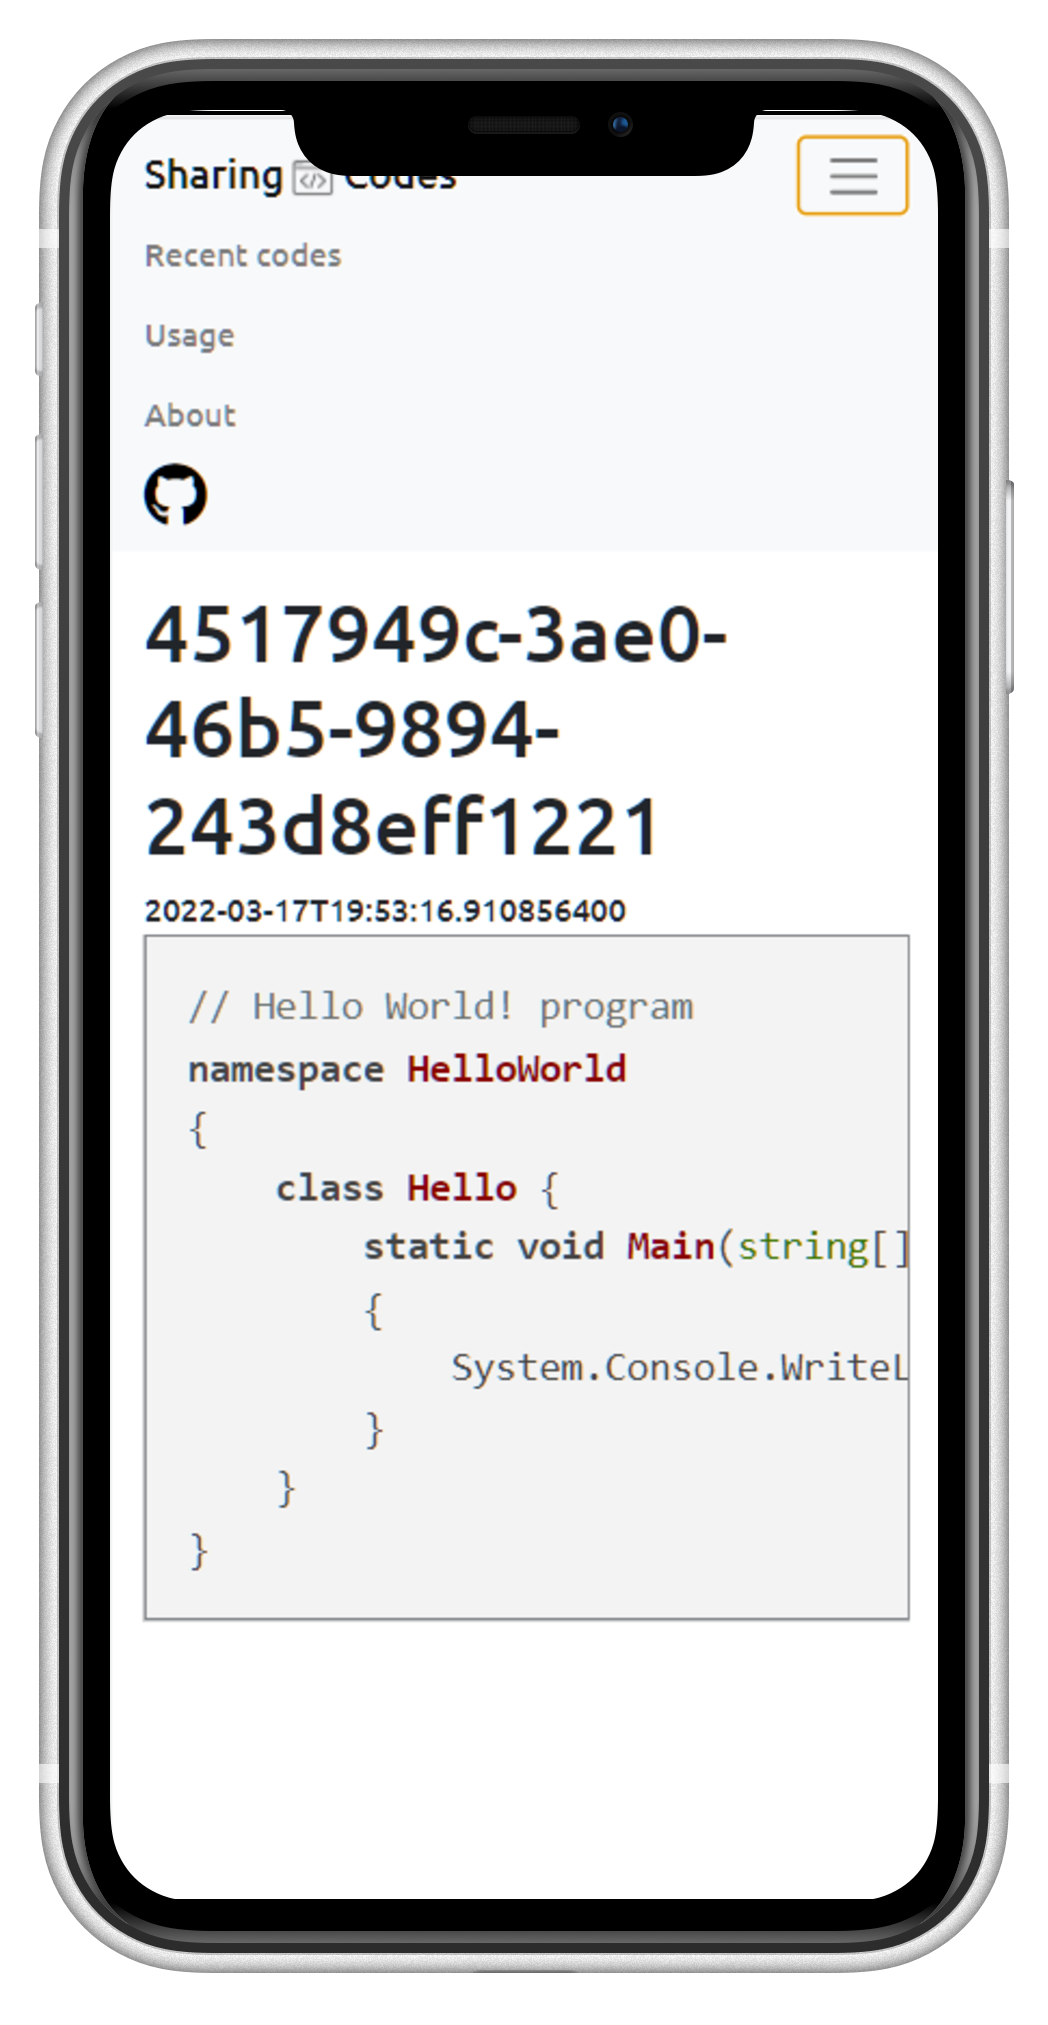 Sharing Codes
Recent codes
Usage
About
4517949c-3ae0-
46b5-9894-
243d8eff1221
2022-03-17T19:53:16.910856400
// Hello World! program
namespace HelloWorld
{
    class Hello {
        static void Main(string[]
        {
            System.Console.WriteL
        }
    }
}